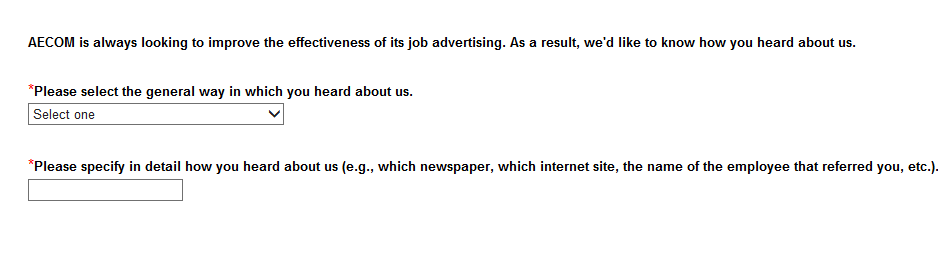 AECOM is always looking to improve the effectiveness of its job advertising. As a result, we'd like to know how you heard about us.
*Please select the general way in which you heard about us.
Select one
*Please specify in detail how you heard about us (e.g., which newspaper, which internet site, the name of the employee that referred you, etc.).